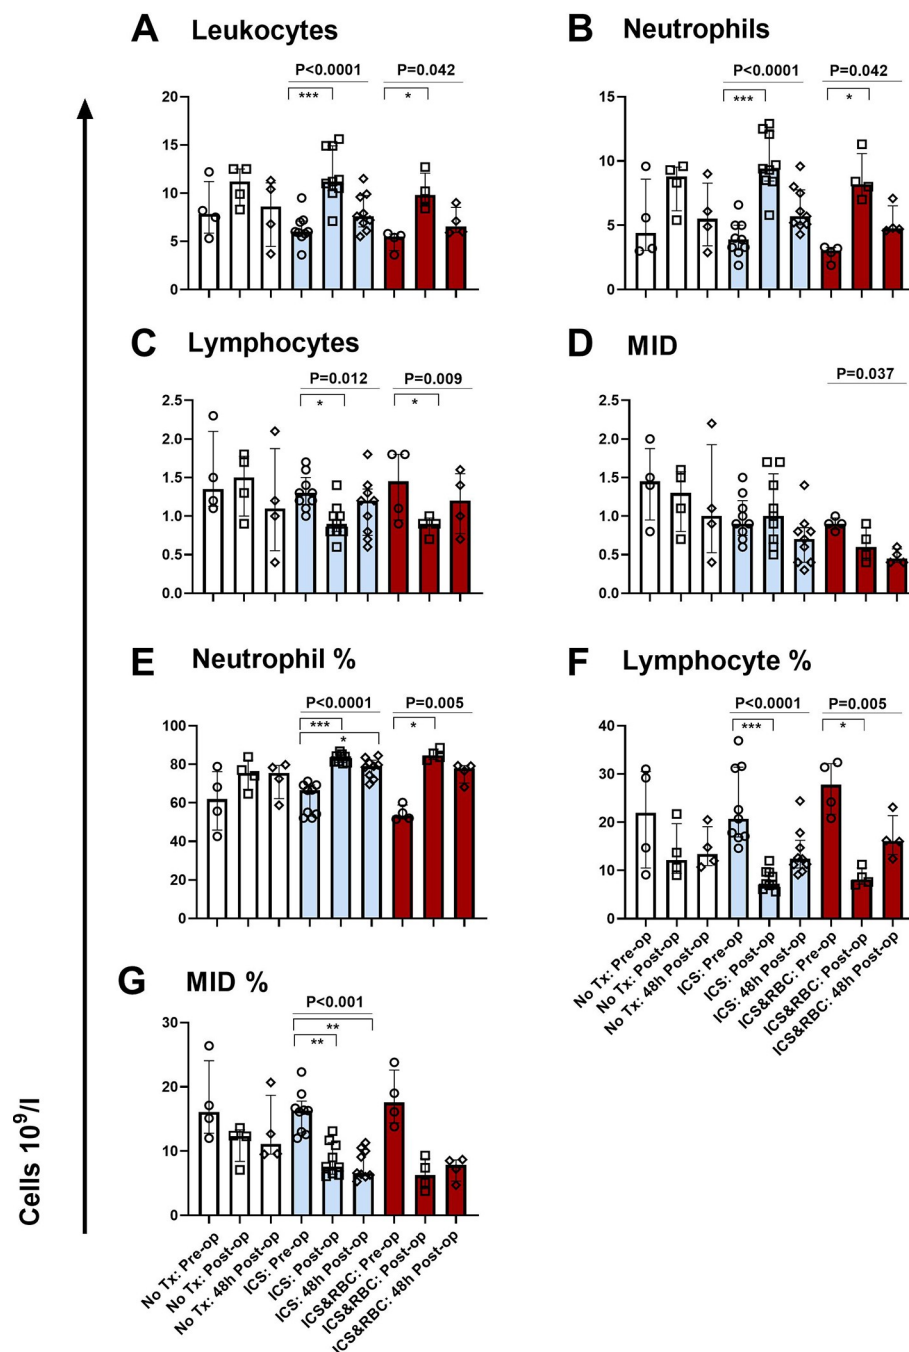 A Leukocytes
P<0.0001 P=0.042
*** *
20
15
10
5
0
B Neutrophils
P<0.0001 P=0.042
*** *
15
10
5
0
C Lymphocytes
P=0.012 P=0.009
* *
2.5
2.0
1.5
1.0
0.5
0.0
D MID
P=0.037
2.5
2.0
1.5
1.0
0.5
0.0
E Neutrophil %
P<0.0001 P=0.005
*** *
*
100
80
60
40
20
0
F Lymphocyte %
P<0.0001 P=0.005
*** *
40
30
20
10
0
No Tx: Pre-op
No Tx: Post-op
No Tx: 48h Post-op
ICS: Pre-op
ICS: Post-op
ICS: 48h Post-op
ICS&RBC: Pre-op
ICS&RBC: Post-op
ICS&RBC: 48h Post-op
G MID %
P<0.001
**
**
30
20
10
0
No Tx: Pre-op
No Tx: Post-op
No Tx: 48h Post-op
ICS: Pre-op
ICS: Post-op
ICS: 48h Post-op
ICS&RBC: Pre-op
ICS&RBC: Post-op
ICS&RBC: 48h Post-op
Cells 10⁹/l